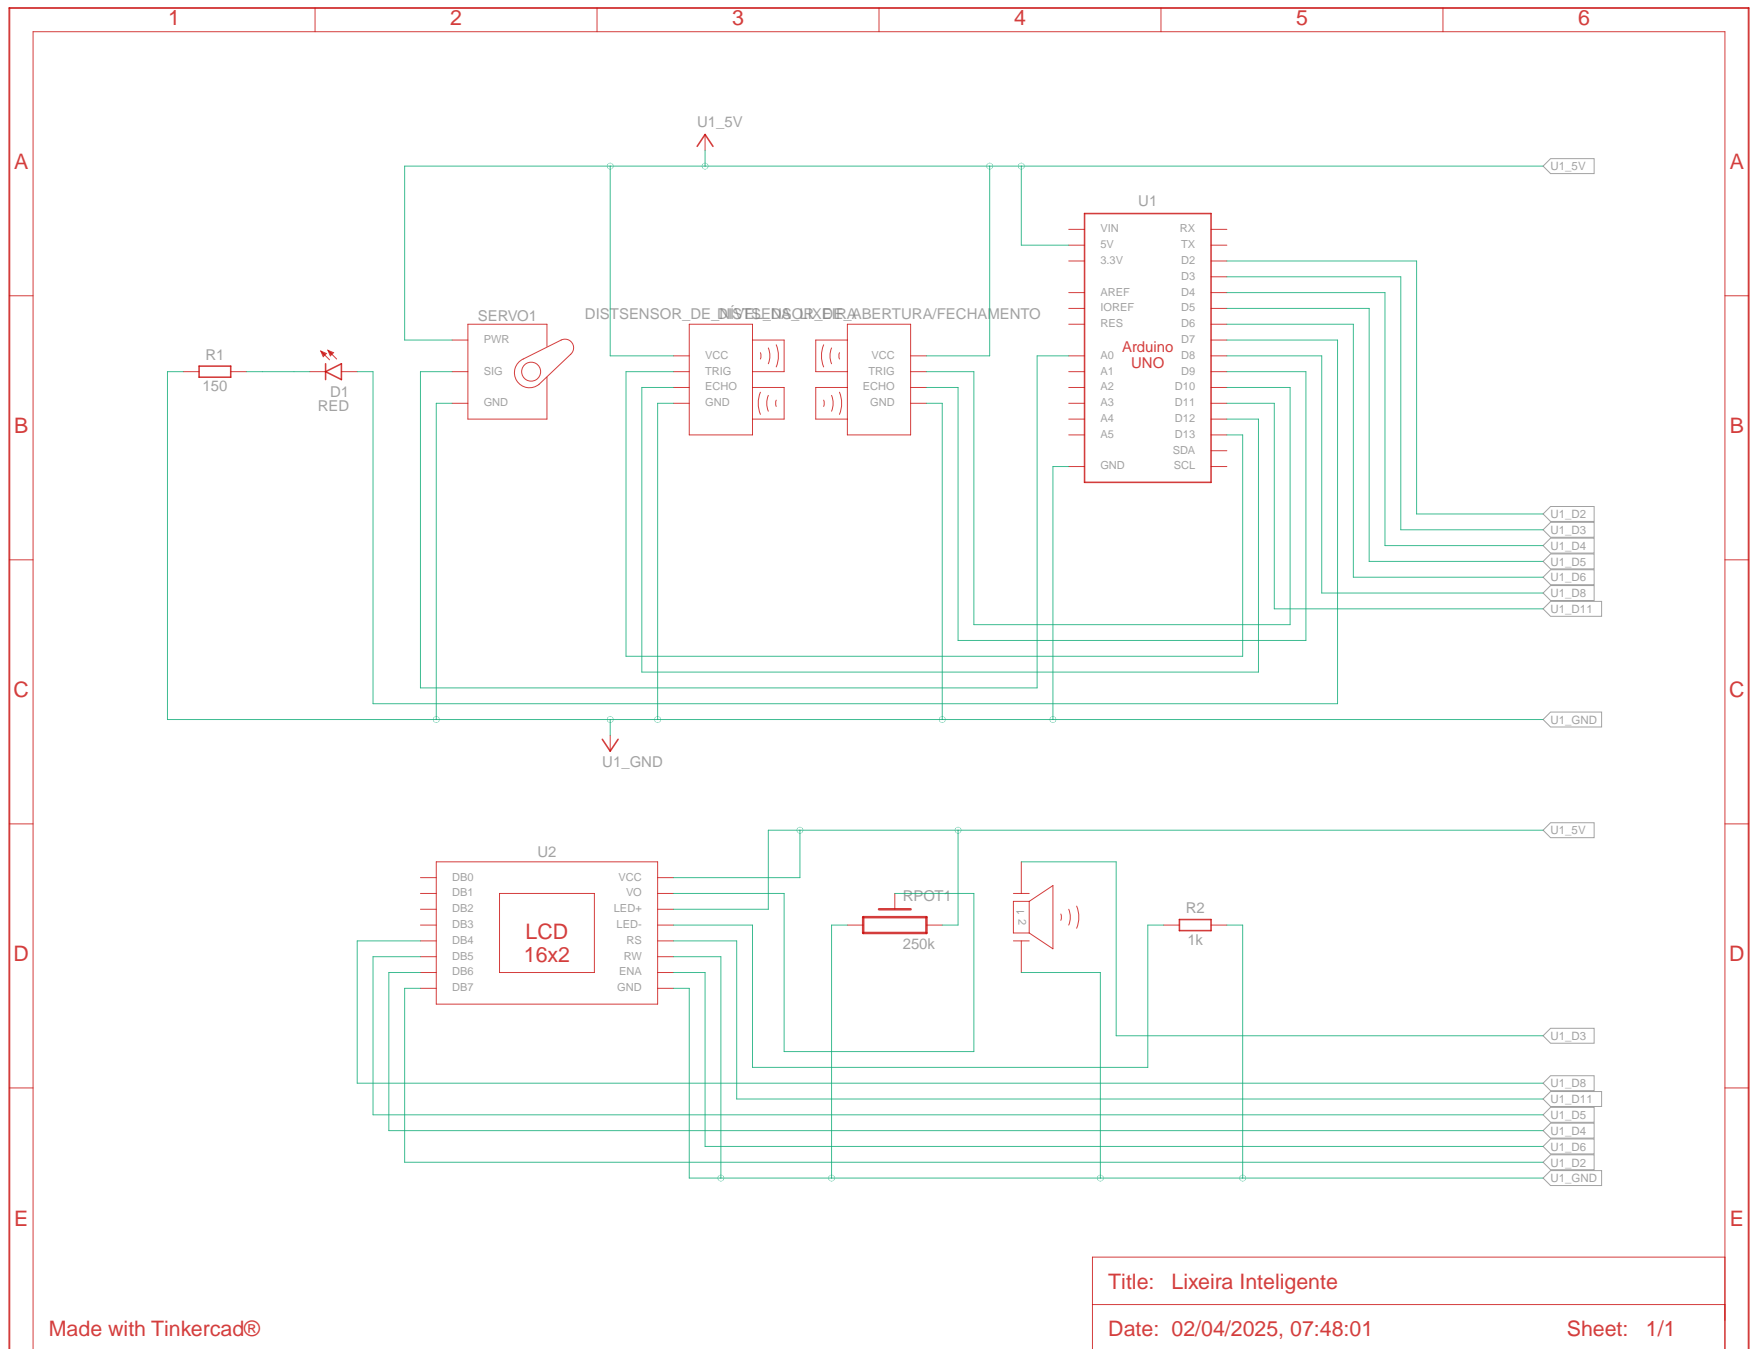 1 2 3 4 5 6
A A
B B
C C
D D
E E
U1_5V
U1_5V
U1
VIN RX
5V TX
3.3V D2
D3
AREF D4
IOREF D5
RES D6
D7
A0 D8
A1 D9
A2 D10
A3 D11
A4 D12
A5 D13
SDA
GND SCL
Arduino
UNO
R1
150
D1
RED
SERVO1
PWR
SIG
GND
DISTSENSOR_DE_NÍVEL_DA_LIXEIRA
DISTSENSOR_DE_ABERTURA/FECHAMENTO
VCC
TRIG
ECHO
GND
VCC
TRIG
ECHO
GND
U1_D2
U1_D3
U1_D4
U1_D5
U1_D6
U1_D8
U1_D11
U1_GND
U1_GND
U1_5V
U2
DB0 VCC
DB1 VO
DB2 LED+
DB3 LED-
DB4 RS
DB5 RW
DB6 ENA
DB7 GND
LCD
16x2
RPOT1
250k
1 2
R2
1k
U1_D3
U1_D8
U1_D11
U1_D5
U1_D4
U1_D6
U1_D2
U1_GND
Title: Lixeira Inteligente
Date: 02/04/2025, 07:48:01 Sheet: 1/1
Made with Tinkercad®